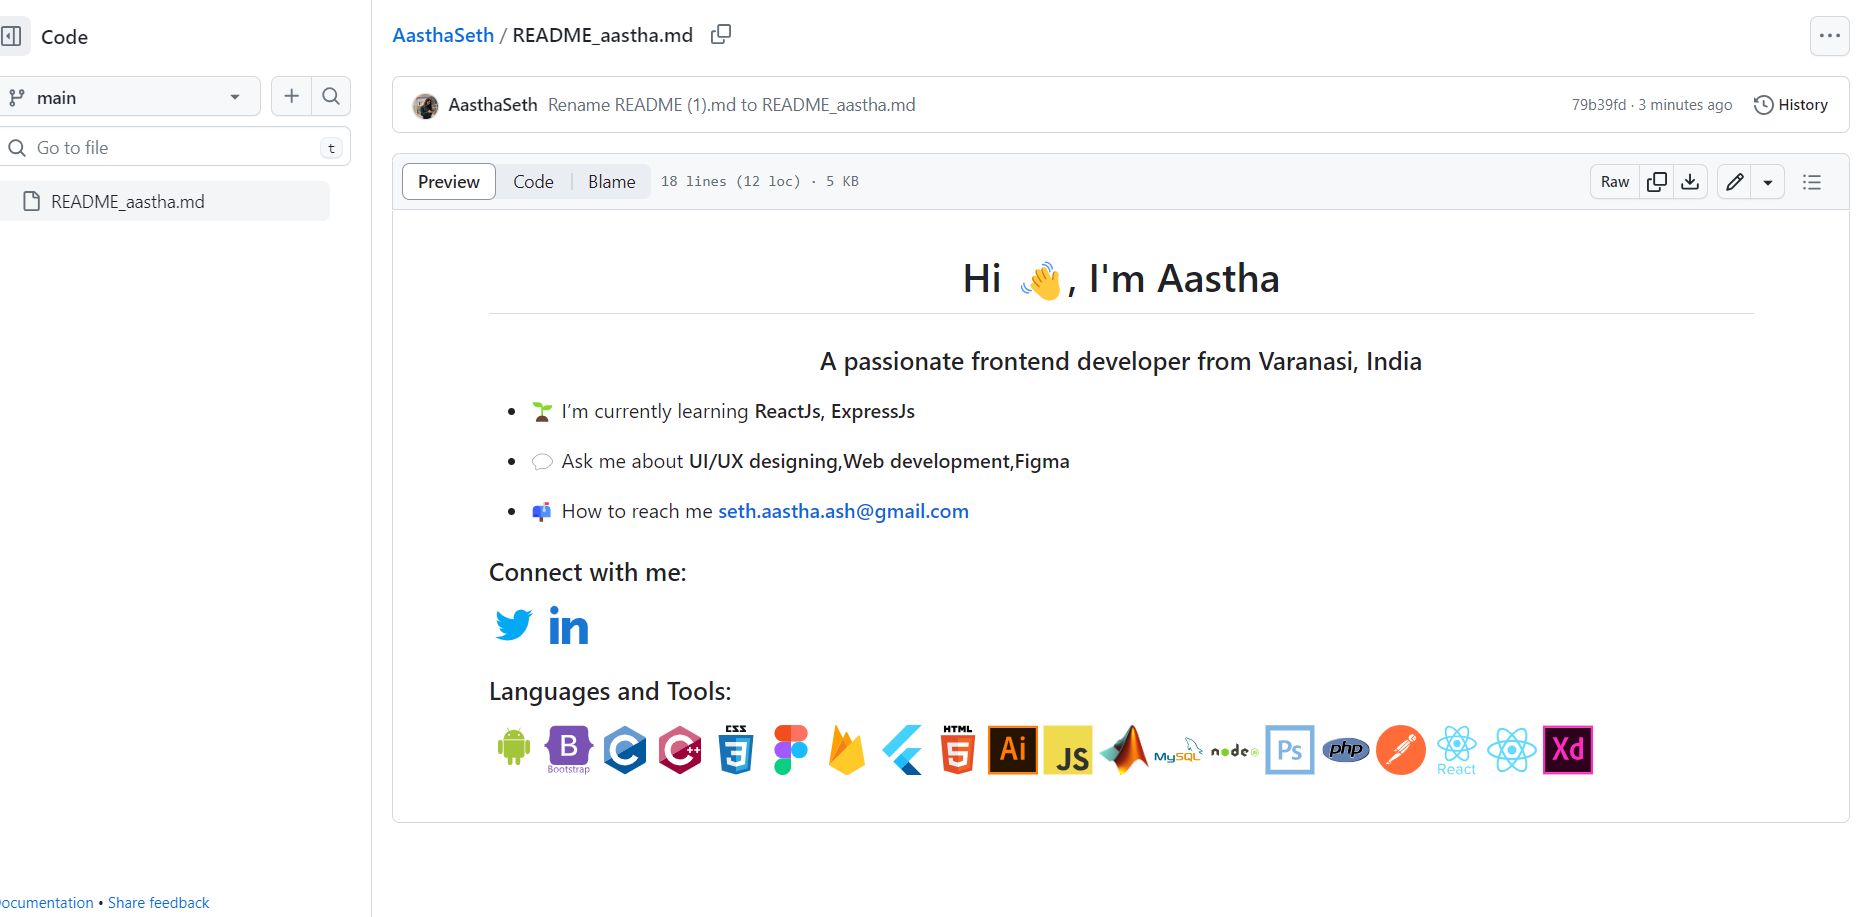 Code
main
Go to file
t
README_aastha.md
ocumentation • Share feedback
AasthaSeth / README_aastha.md
AasthaSeth Rename README (1).md to README_aastha.md
79b39fd · 3 minutes ago
History
Preview Code Blame 18 lines (12 loc) · 5 KB
Raw
Hi 👋, I'm Aastha
A passionate frontend developer from Varanasi, India
• 🌱 I’m currently learning ReactJs, ExpressJs
• 💬 Ask me about UI/UX designing,Web development,Figma
• 📫 How to reach me seth.aastha.ash@gmail.com
Connect with me:
in
Languages and Tools:
B
Bootstrap
C
C++
CSS
3
HTML
5
Ai
JS
MySQL
node
Ps
php
React
Xd